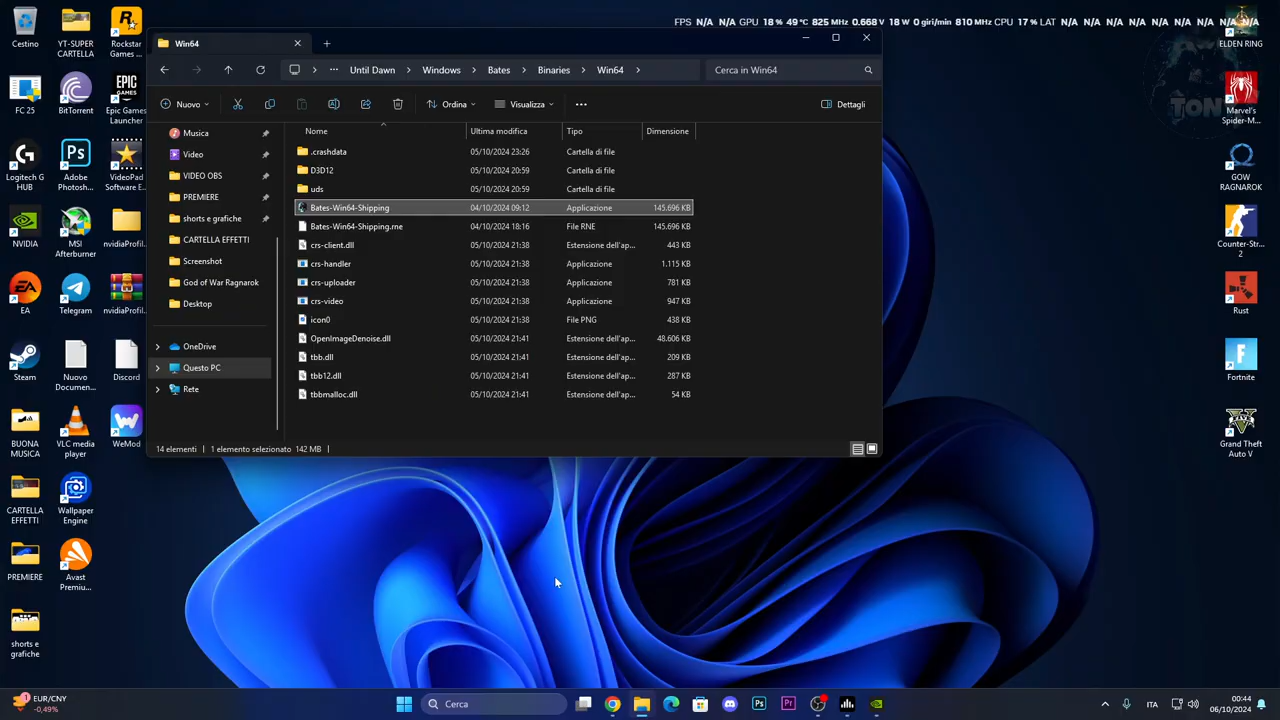 FPS N/A N/A GPU 18 % 49 °C 825 MHz 0.668 V 18 W 0 giri/min 810 MHz CPU 17 % LAT N/A N/A N/A N/A N/A N/A N/A N/A N/A
Cestino
YT-SUPER CARTELLA
Rockstar Games ...
FC 25
BitTorrent
Epic Games Launcher
Logitech G HUB
Adobe Photosh...
VideoPad Software E...
NVIDIA
MSI Afterburner
nvidiaProfil...
EA
Telegram
nvidiaProfil...
Steam
Nuovo Documen...
Discord
BUONA MUSICA
VLC media player
WeMod
CARTELLA EFFETTI
Wallpaper Engine
PREMIERE
Avast Premiu...
shorts e grafiche
Win64
Until Dawn
Windows
Bates
Binaries
Win64
Cerca in Win64
Nuovo
Ordina
Visualizza
Dettagli
Musica
Video
VIDEO OBS
PREMIERE
shorts e grafiche
CARTELLA EFFETTI
Screenshot
God of War Ragnarok
Desktop
OneDrive
Questo PC
Rete
Nome Ultima modifica Tipo Dimensione
.crashdata 05/10/2024 23:26 Cartella di file
D3D12 05/10/2024 20:59 Cartella di file
uds 05/10/2024 20:59 Cartella di file
Bates-Win64-Shipping 04/10/2024 09:12 Applicazione 145.696 KB
Bates-Win64-Shipping.rne 04/10/2024 18:16 File RNE 145.696 KB
crs-client.dll 05/10/2024 21:38 Estensione dell'ap... 443 KB
crs-handler 05/10/2024 21:38 Applicazione 1.115 KB
crs-uploader 05/10/2024 21:38 Applicazione 781 KB
crs-video 05/10/2024 21:38 Applicazione 947 KB
icon0 05/10/2024 21:38 File PNG 438 KB
OpenImageDenoise.dll 05/10/2024 21:41 Estensione dell'ap... 48.606 KB
tbb.dll 05/10/2024 21:41 Estensione dell'ap... 209 KB
tbb12.dll 05/10/2024 21:41 Estensione dell'ap... 287 KB
tbbmalloc.dll 05/10/2024 21:41 Estensione dell'ap... 54 KB
14 elementi 1 elemento selezionato 142 MB
ELDEN RING
Marvel's Spider-M...
GOW RAGNAROK
Counter-Str... 2
Rust
Fortnite
Grand Theft Auto V
EUR/CNY
-0,49%
Cerca
ITA
00:44
06/10/2024